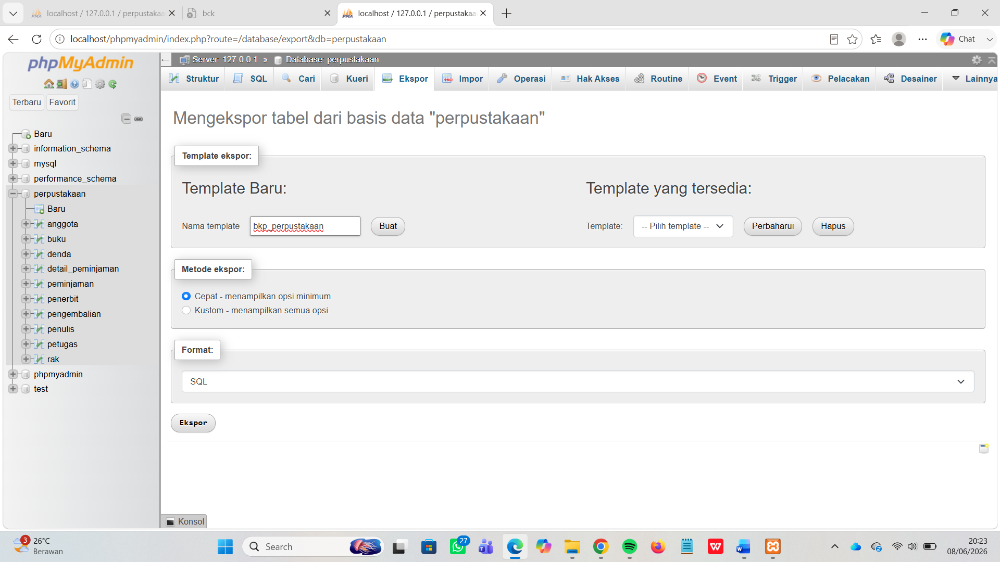 localhost / 127.0.0.1 / perpustakaa
bck
localhost / 127.0.0.1 / perpustakaa
localhost/phpmyadmin/index.php?route=/database/export&db=perpustakaan
Chat
phpMyAdmin
Terbaru
Favorit
Baru
information_schema
mysql
performance_schema
perpustakaan
Baru
anggota
buku
denda
detail_peminjaman
peminjaman
penerbit
pengembalian
penulis
petugas
rak
phpmyadmin
test
Server: 127.0.0.1 » Database: perpustakaan
Struktur
SQL
Cari
Kueri
Ekspor
Impor
Operasi
Hak Akses
Routine
Event
Trigger
Pelacakan
Desainer
Lainnya
Mengekspor tabel dari basis data "perpustakaan"
Template ekspor:
Template Baru:
Nama template
bkp_perpustakaan
Buat
Template yang tersedia:
Template:
-- Pilih template --
Perbaharui
Hapus
Metode ekspor:
Cepat - menampilkan opsi minimum
Kustom - menampilkan semua opsi
Format:
SQL
Ekspor
Konsol
3
26°C
Berawan
Search
27
20:23
08/06/2026